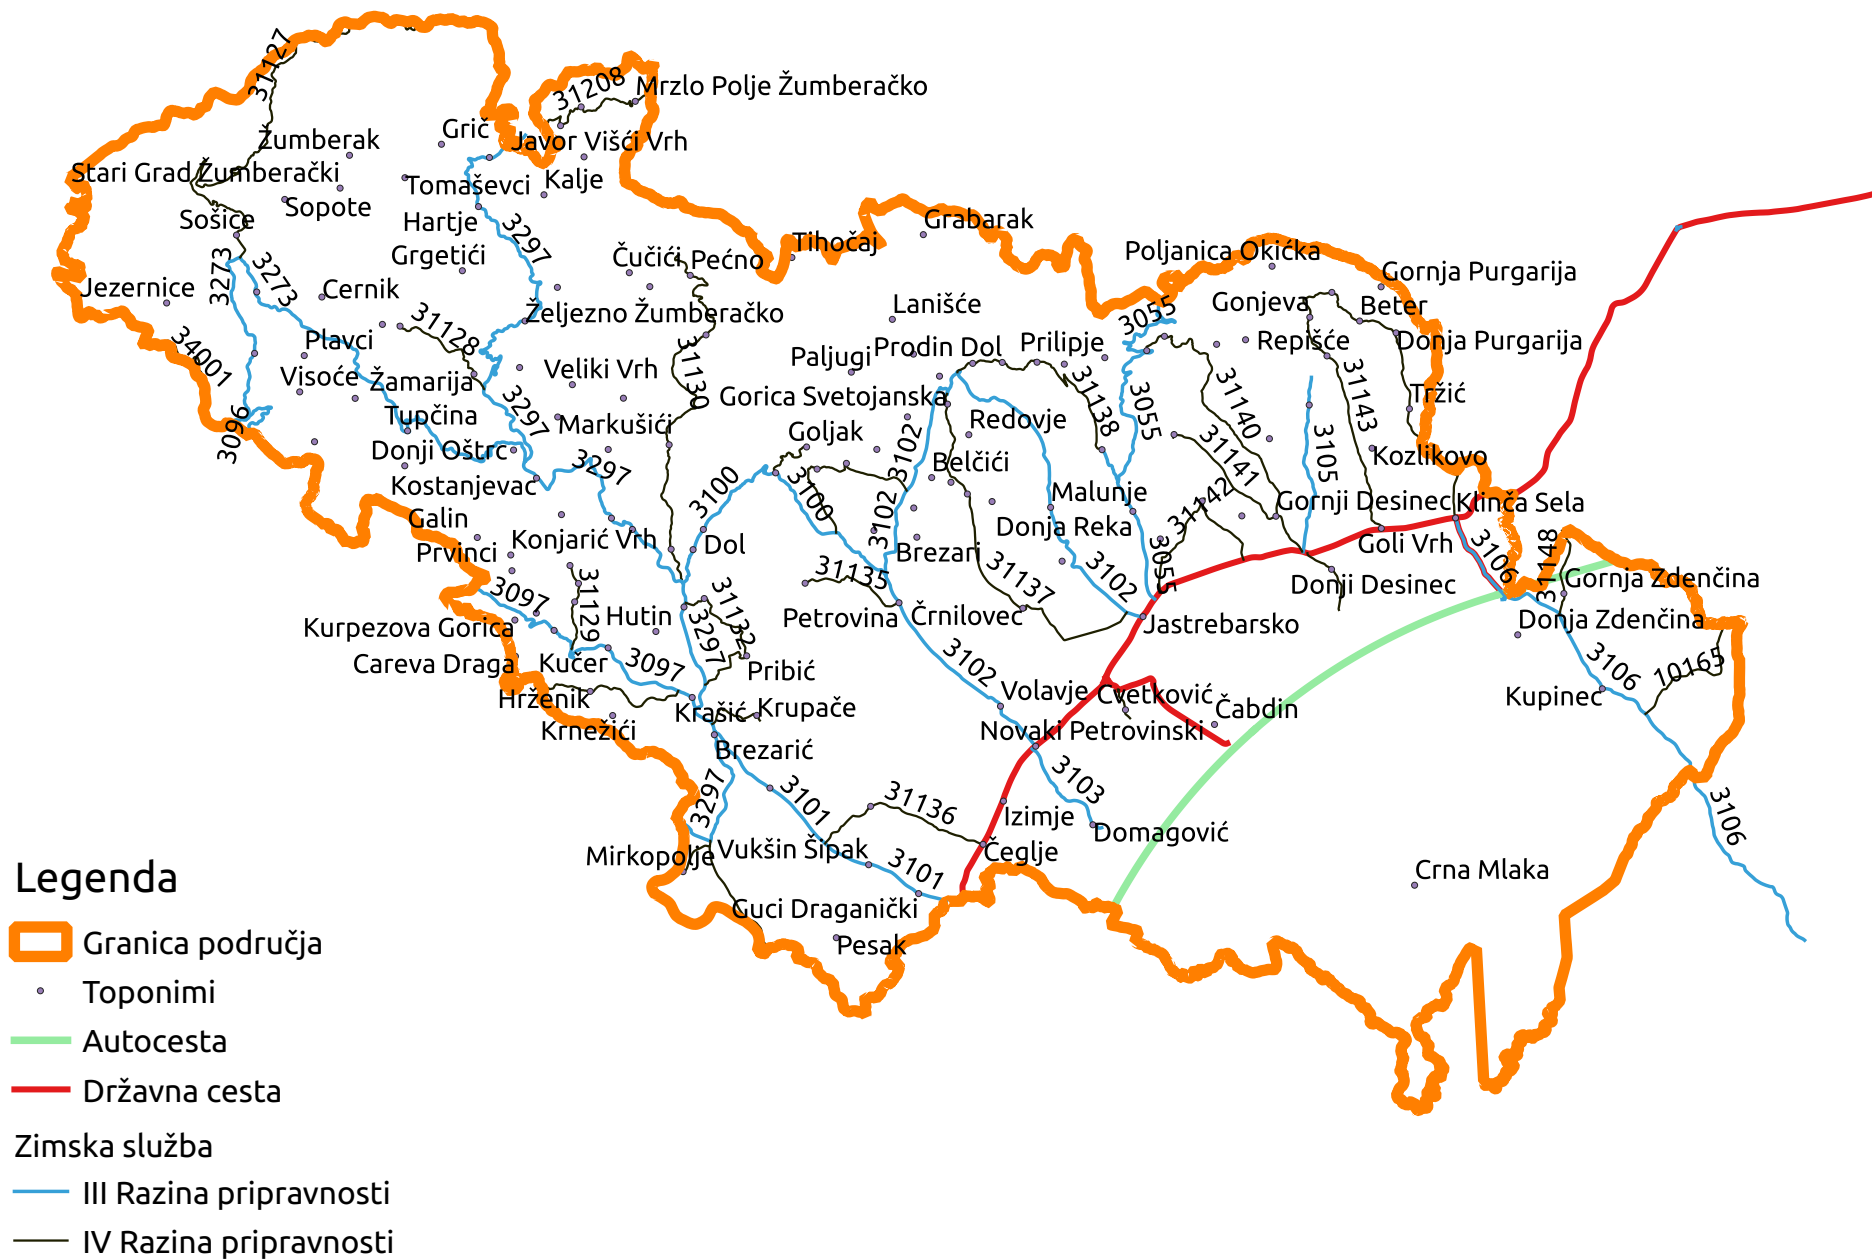 31127
31208
Mrzlo Polje Žumberačko
Grič
Javor
Višći Vrh
Žumberak
Stari Grad Žumberački
Tomaševci
Kalje
Sopote
Sošice
Hartje
3297
Grabarak
Tihočaj
Grgetići
Čučići
Pećno
Poljanica Okićka
Gornja Purgarija
3273
3273
Jezernice
Cernik
Željezno Žumberačko
Lanišće
3055
Gonjeva
Beter
34001
Plavci
31128
31139
Paljugi
Prodin Dol
Prilipje
Repišće
Donja Purgarija
Visoće
Žamarija
Veliki Vrh
Gorica Svetojanska
31138
3055
31140
31143
Tržić
3096
Tupčina
3297
Markušići
Goljak
3102
Redovje
31141
3105
Donji Oštrc
3297
Belčići
Kozlikovo
Kostanjevac
3100
3100
3102
Malunje
31142
Gornji Desinec
Klinča Sela
Galin
Konjarić Vrh
Dol
Donja Reka
Goli Vrh
3106
31148
Prvinci
Brezari
3055
3097
31129
31132
31135
31137
3102
Donji Desinec
Gornja Zdenčina
Kurpezova Gorica
Hutin
3297
Petrovina
Črnilovec
Jastrebarsko
Donja Zdenčina
Careva Draga
Kučer
3097
Pribić
3102
3106
10165
Hrženik
Krašić
Krupače
Volavje
Cvetković
Čabdin
Kupinec
Krnežići
Brezarić
Novaki Petrovinski
3297
3101
31136
3103
3106
Izimje
Domagović
Mirkopolje
Vukšin Šipak
3101
Čeglje
Crna Mlaka
Guci Draganički
Pesak
Legenda
Granica područja
Toponimi
Autocesta
Državna cesta
Zimska služba
III Razina pripravnosti
IV Razina pripravnosti